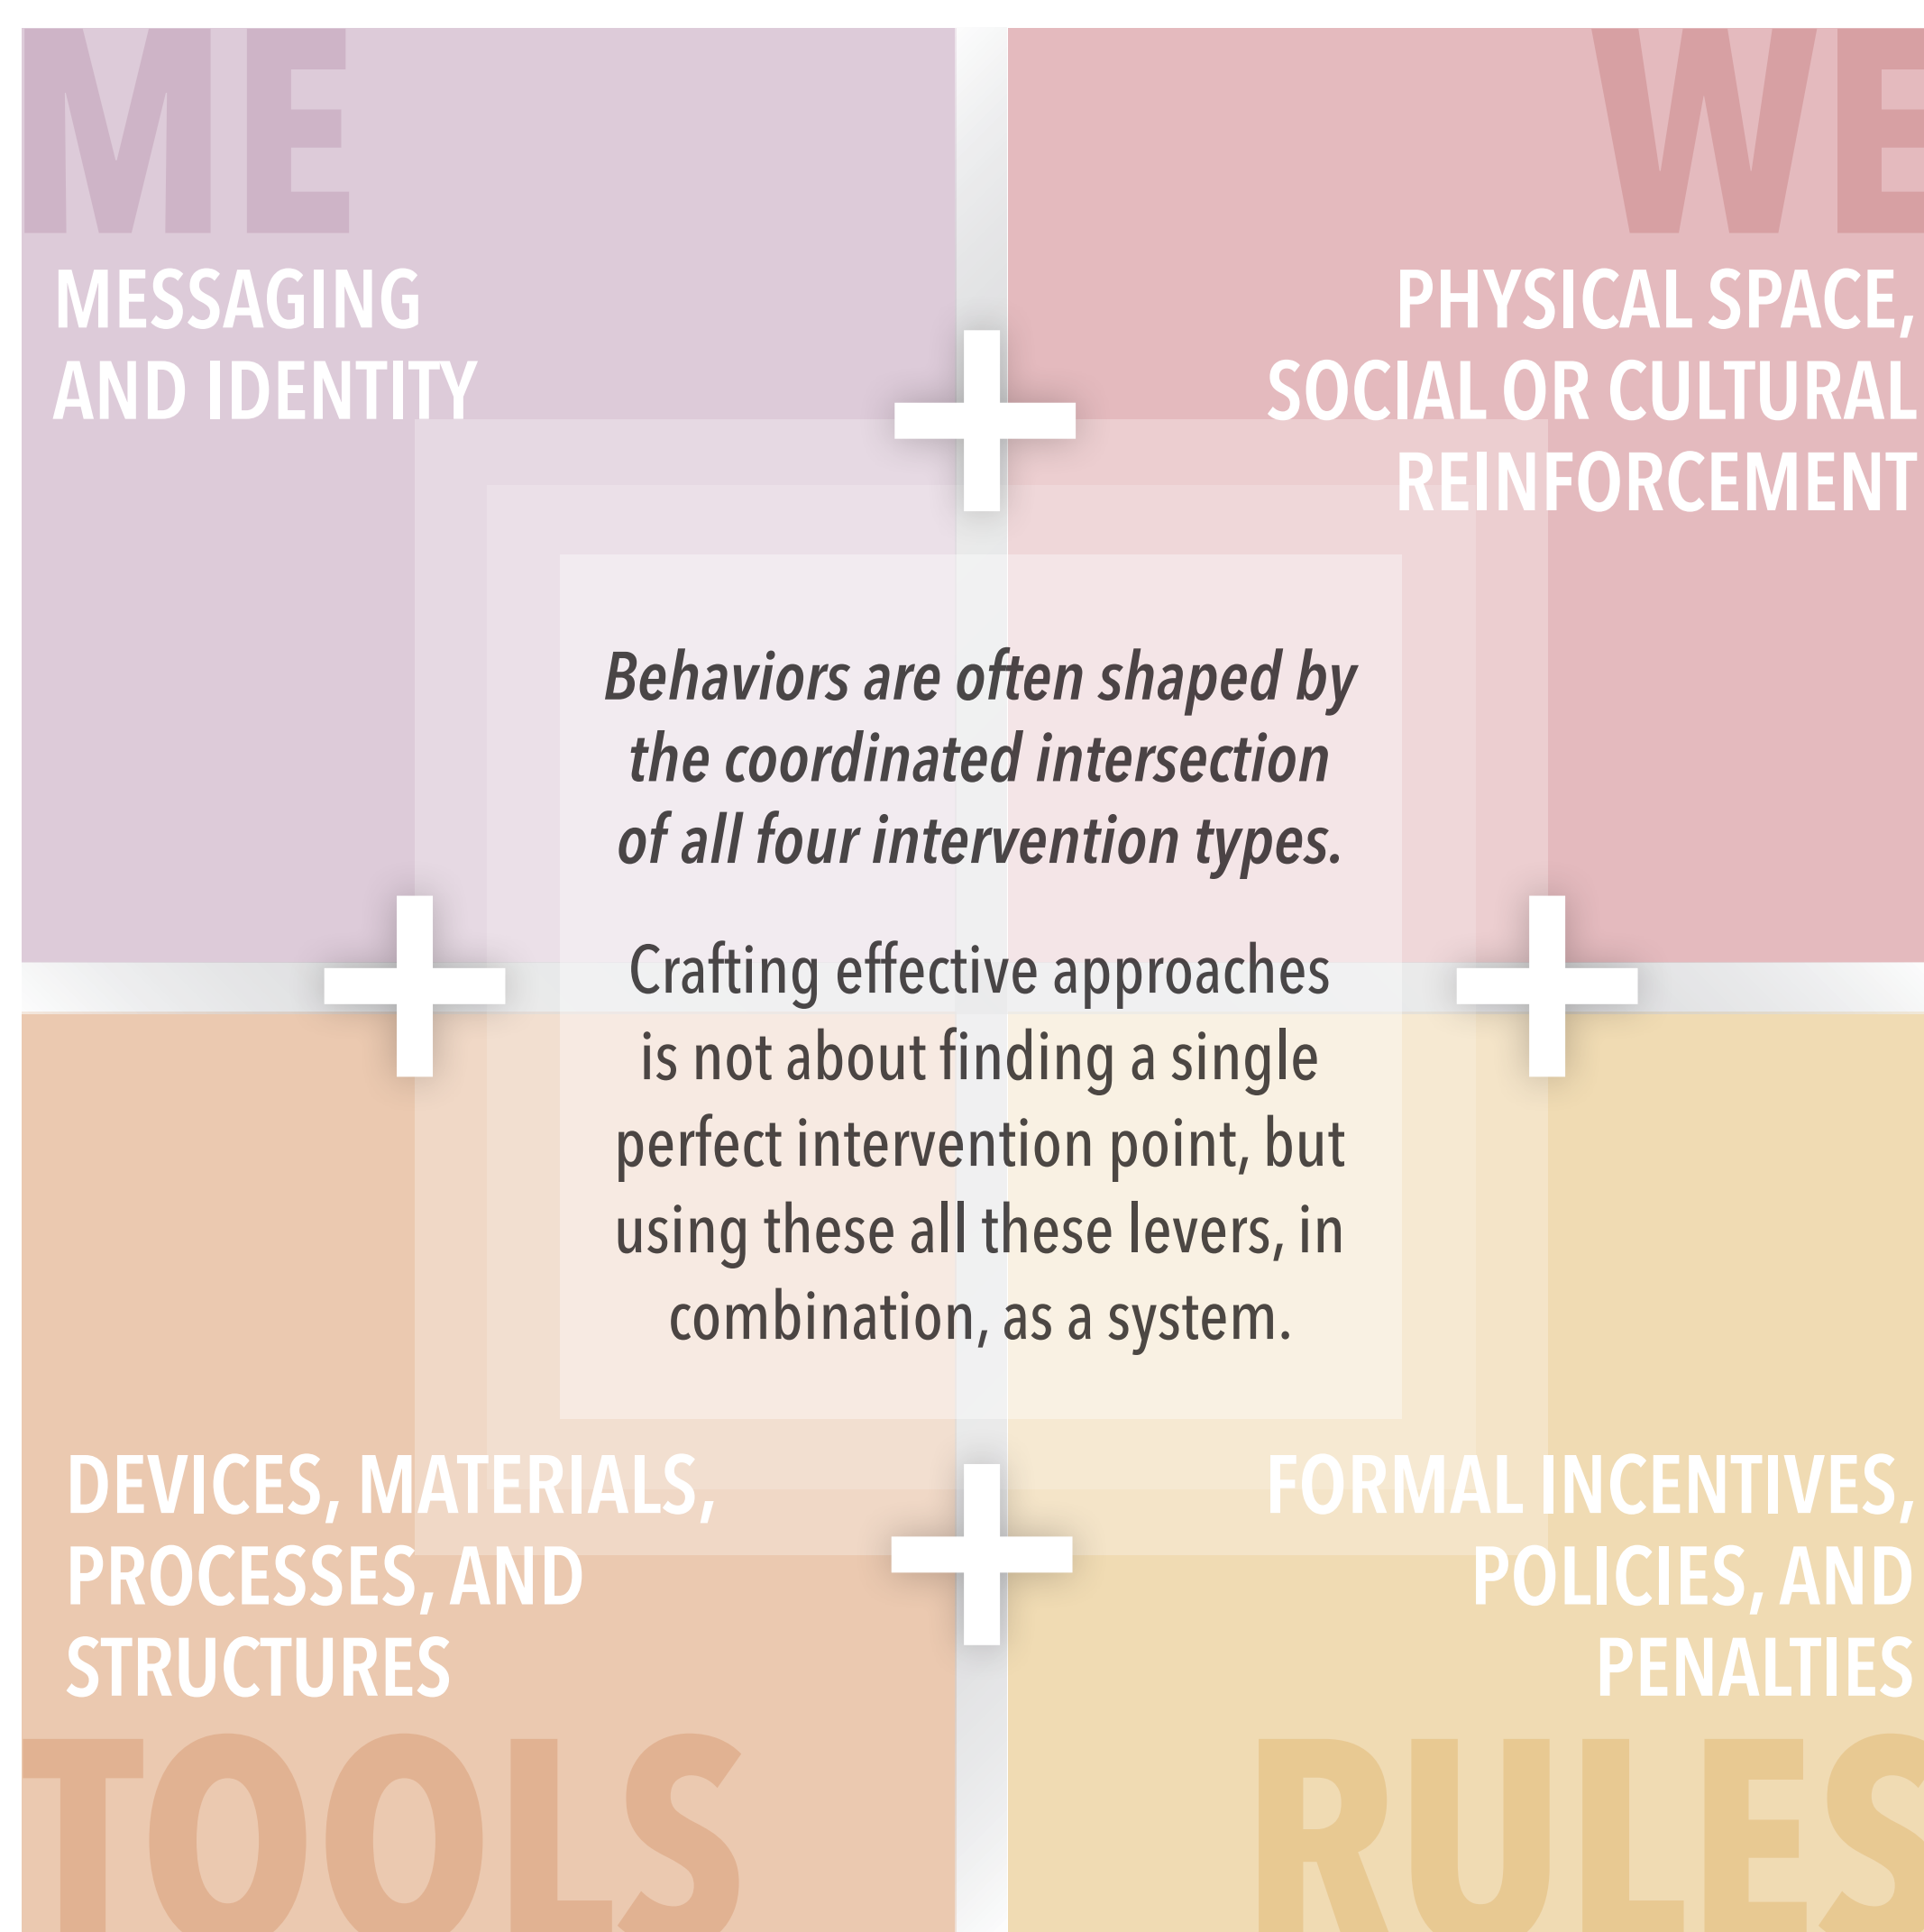 ME
MESSAGING
AND IDENTITY
WE
PHYSICAL SPACE,
SOCIAL OR CULTURAL
REINFORCEMENT
Behaviors are often shaped by
the coordinated intersection
of all four intervention types.
Crafting effective approaches
is not about finding a single
perfect intervention point, but
using these all these levers, in
combination, as a system.
DEVICES, MATERIALS,
PROCESSES, AND
STRUCTURES
TOOLS
FORMAL INCENTIVES,
POLICIES, AND
PENALTIES
RULES